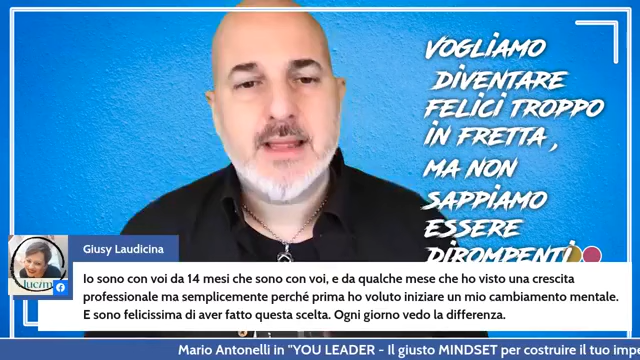 VOGLIAMO
DIVENTARE
FELICI TROPPO
IN FRETTA,
MA NON
SAPPIAMO
ESSERE
DIROMPENTI
Giusy Laudicina
Io sono con voi da 14 mesi che sono con voi, e da qualche mese che ho visto una crescita
professionale ma semplicemente perché prima ho voluto iniziare un mio cambiamento mentale.
E sono felicissima di aver fatto questa scelta. Ogni giorno vedo la differenza.
Mario Antonelli in "YOU LEADER - Il giusto MINDSET per costruire il tuo impe